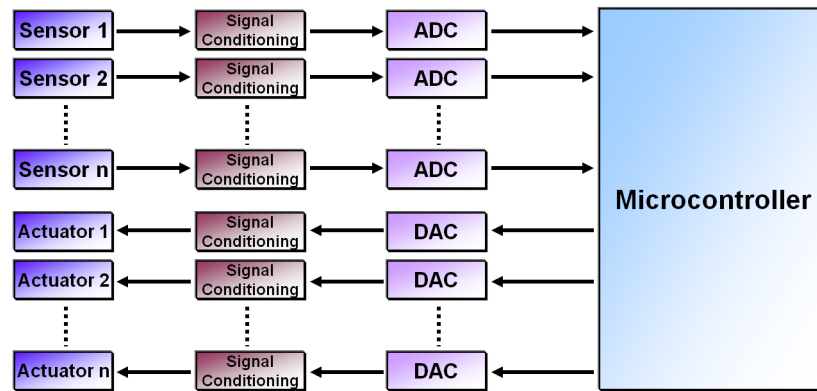 Sensor 1
Signal
Conditioning
ADC
Sensor 2
Signal
Conditioning
ADC
Sensor n
Signal
Conditioning
ADC
Microcontroller
Actuator 1
Signal
Conditioning
DAC
Actuator 2
Signal
Conditioning
DAC
Actuator n
Signal
Conditioning
DAC